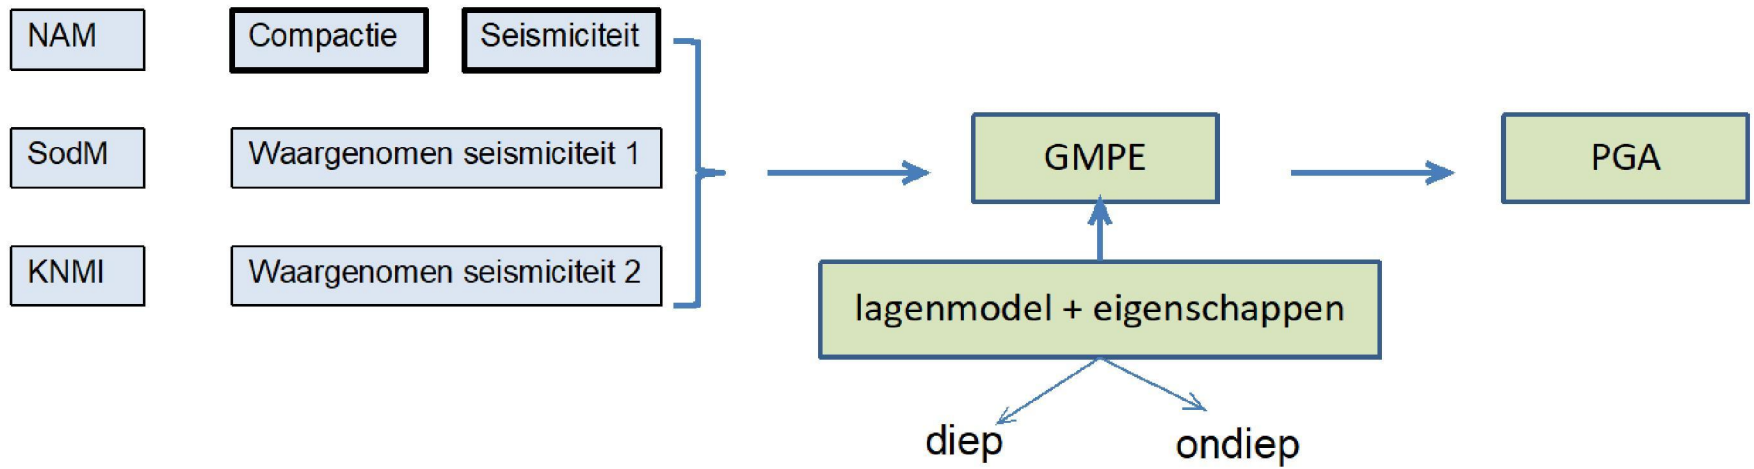 NAM
Compactie
Seismiciteit
SodM
Waargenomen seismiciteit 1
GMPE
PGA
KNMI
Waargenomen seismiciteit 2
lagenmodel + eigenschappen
diep
ondiep